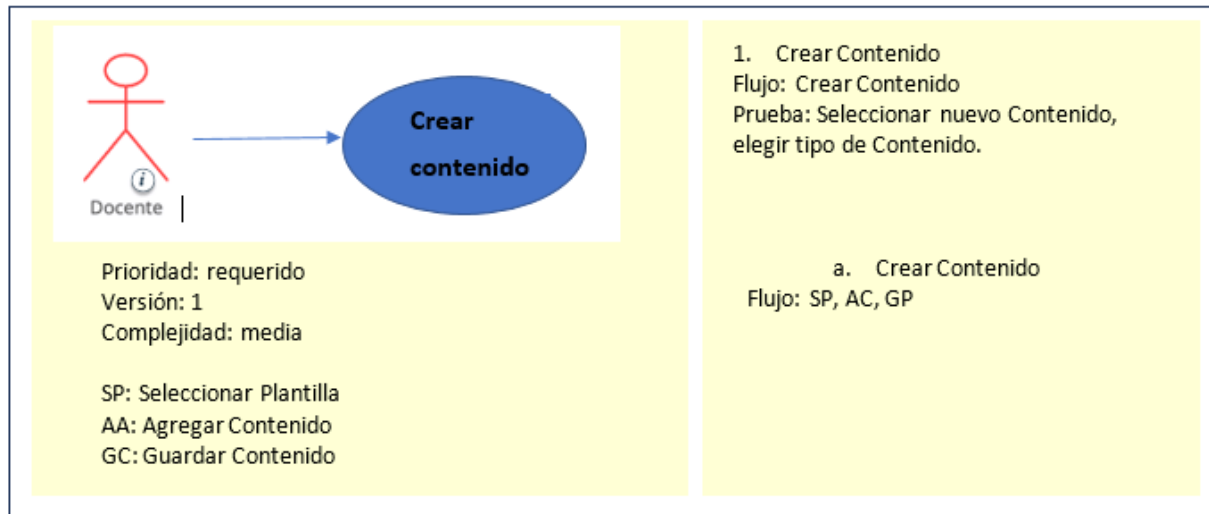 Crear
contenido
Docente
Prioridad: requerido
Versión: 1
Complejidad: media
SP: Seleccionar Plantilla
AA: Agregar Contenido
GC: Guardar Contenido
1. Crear Contenido
Flujo: Crear Contenido
Prueba: Seleccionar nuevo Contenido,
elegir tipo de Contenido.
a. Crear Contenido
Flujo: SP, AC, GP